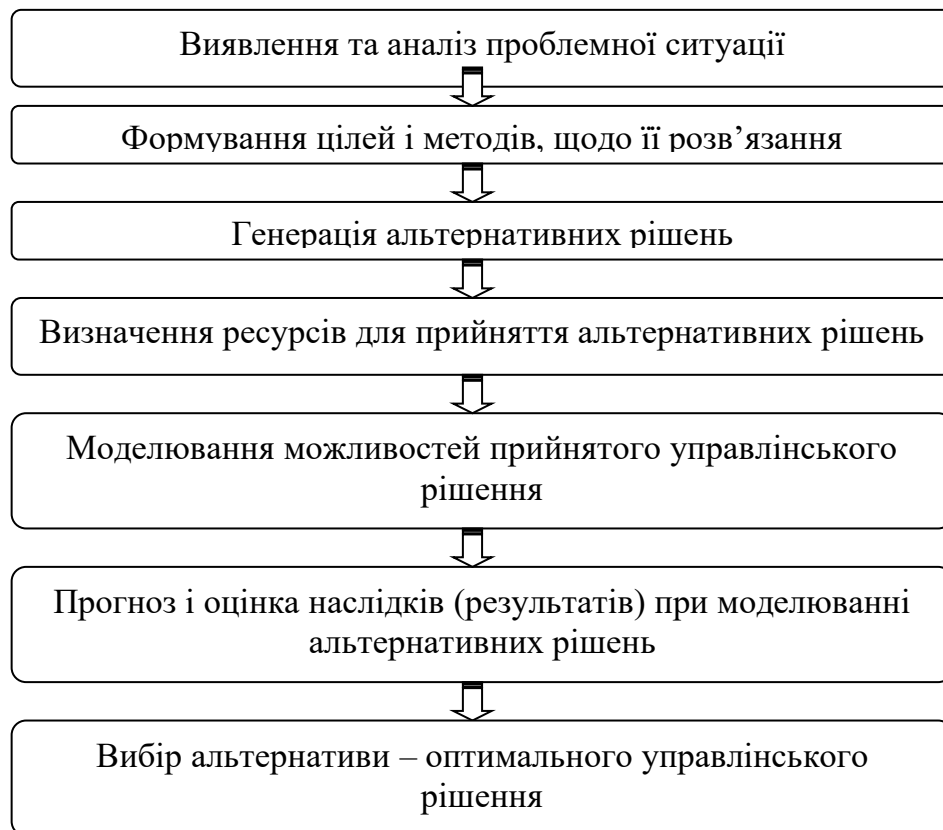 Виявлення та аналіз проблемної ситуації
Формування цілей і методів, щодо її розв’язання
Генерація альтернативних рішень
Визначення ресурсів для прийняття альтернативних рішень
Моделювання можливостей прийнятого управлінського
рішення
Прогноз і оцінка наслідків (результатів) при моделюванні
альтернативних рішень
Вибір альтернативи – оптимального управлінського
рішення